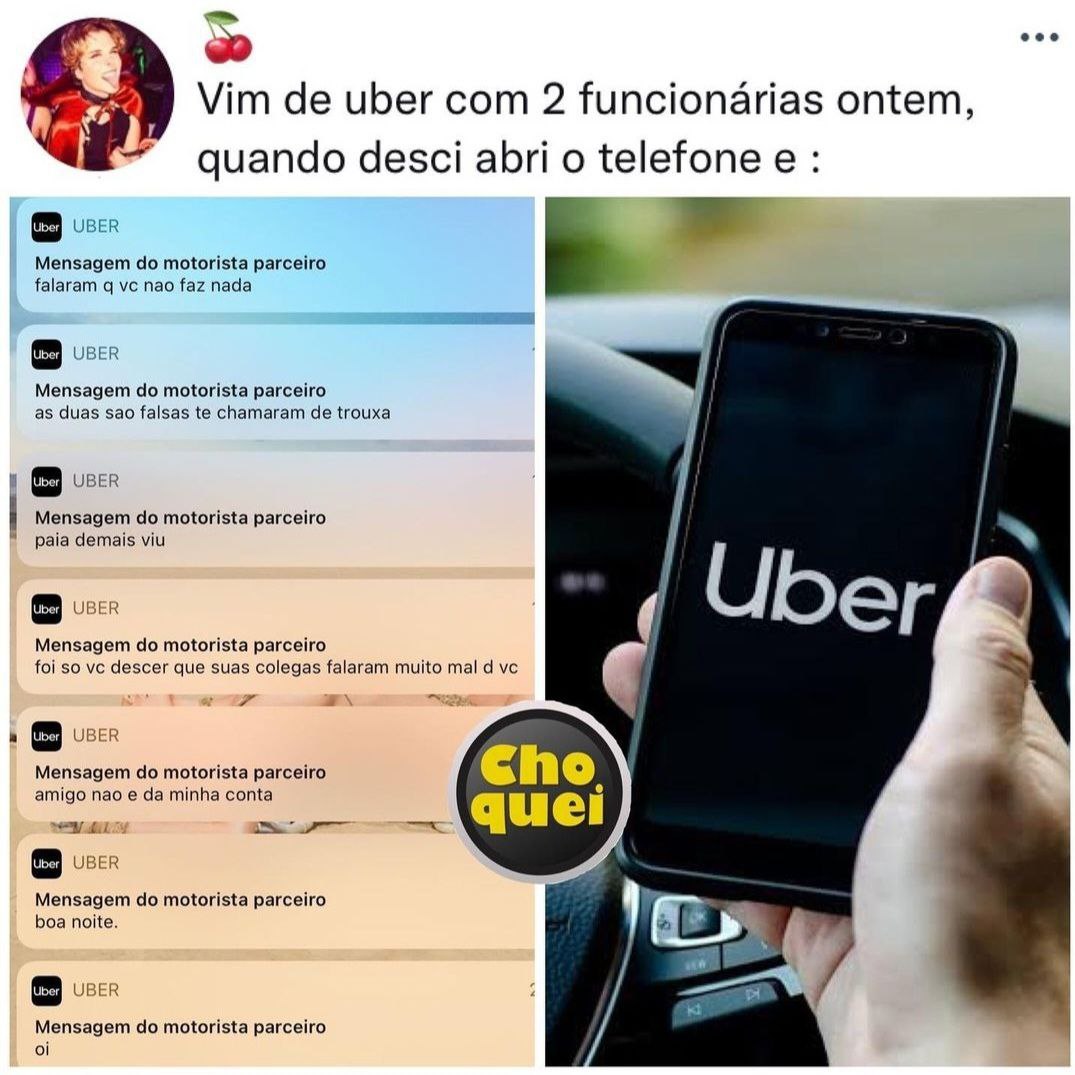 Vim de uber com 2 funcionárias ontem,
quando desci abri o telefone e :
Uber UBER
Mensagem do motorista parceiro
falaram q vc nao faz nada
Uber UBER
Mensagem do motorista parceiro
as duas sao falsas te chamaram de trouxa
Uber UBER
Mensagem do motorista parceiro
paia demais viu
Uber UBER
Mensagem do motorista parceiro
foi so vc descer que suas colegas falaram muito mal d vc
Uber UBER
Mensagem do motorista parceiro
amigo nao e da minha conta
Uber UBER
Mensagem do motorista parceiro
boa noite.
Uber UBER
Mensagem do motorista parceiro
oi
Cho
quei
Uber
VIEW